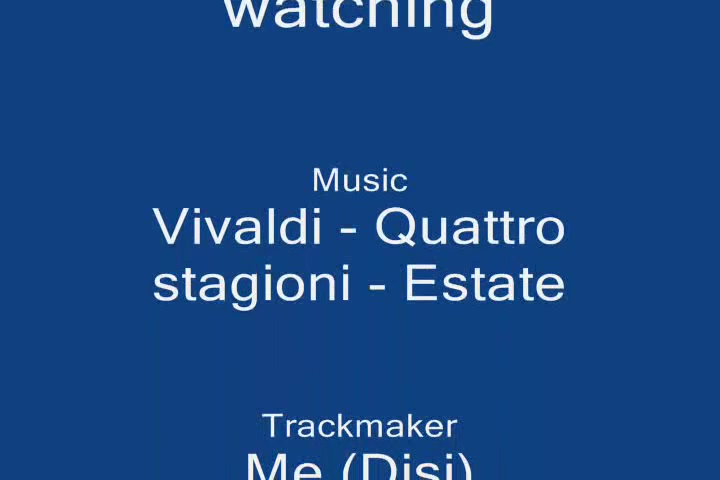 watching
Music
Vivaldi - Quattro
stagioni - Estate
Trackmaker
Me (Disi)